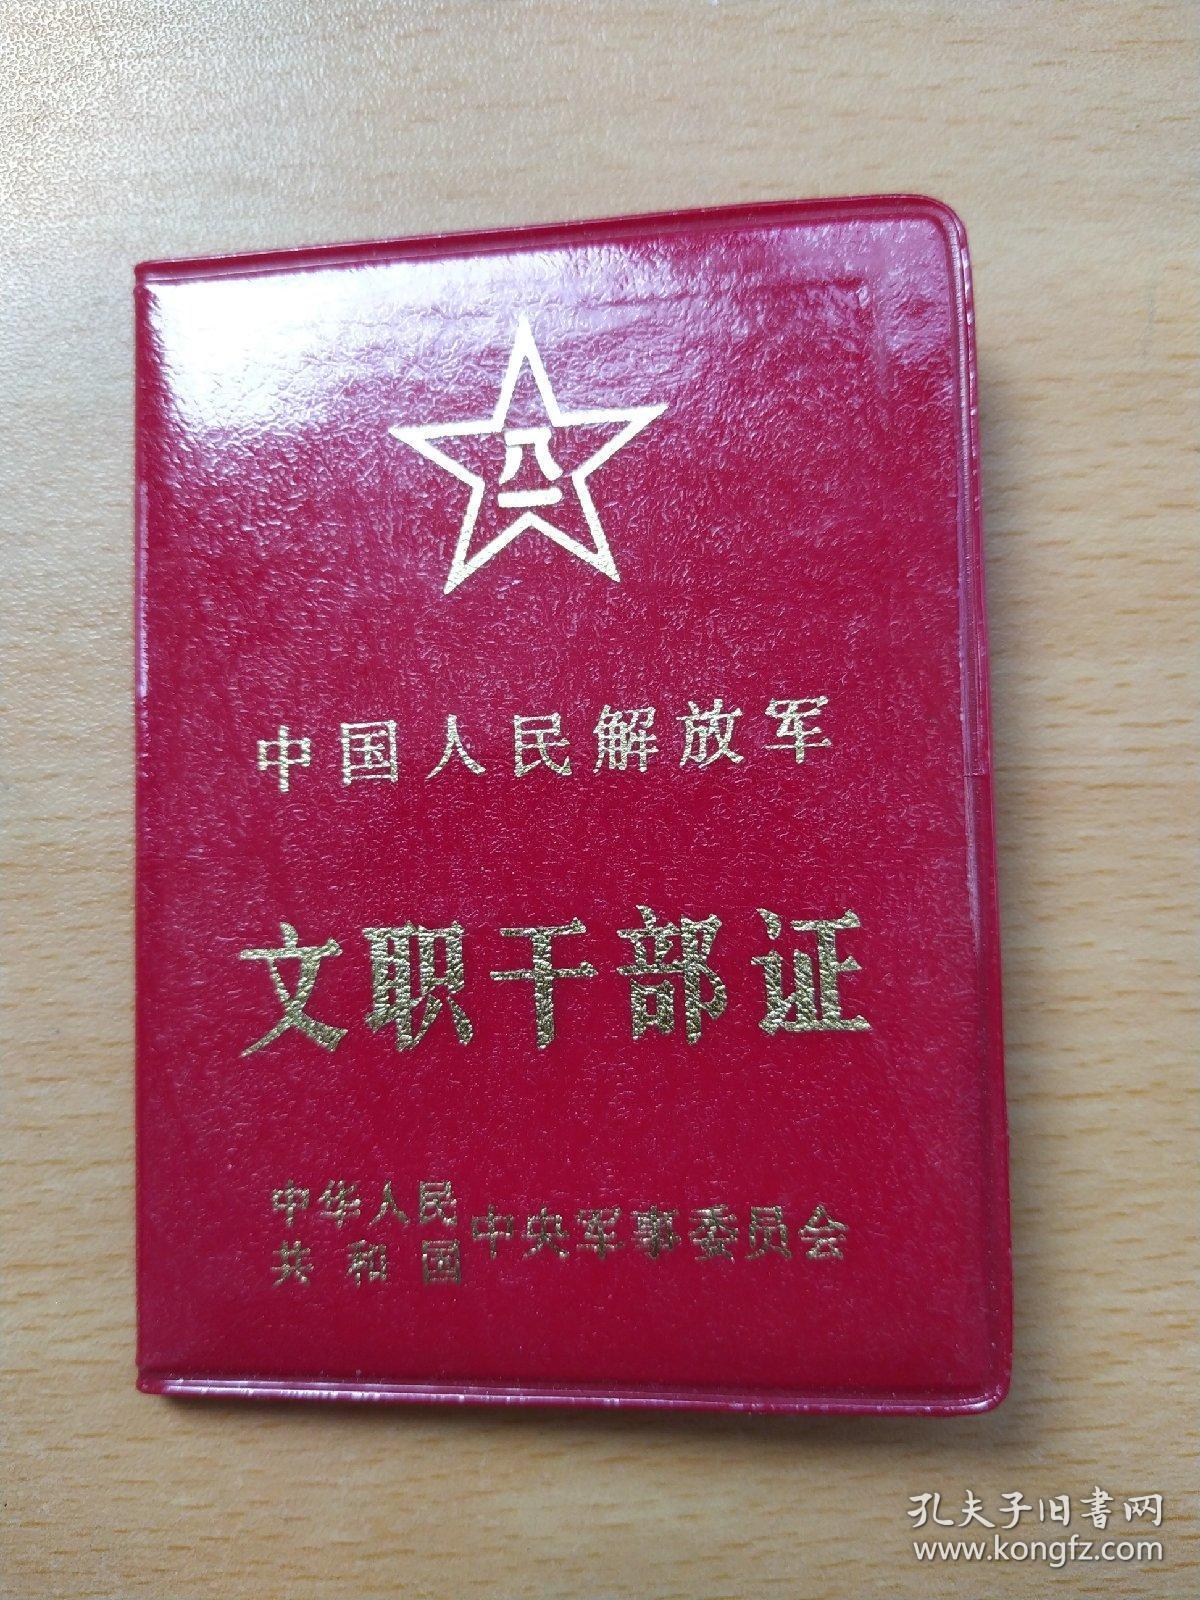 八一
中国人民解放军
文职干部证
中华人民
共和国
中央军事委员会
孔夫子旧書网
www.kongfz.com